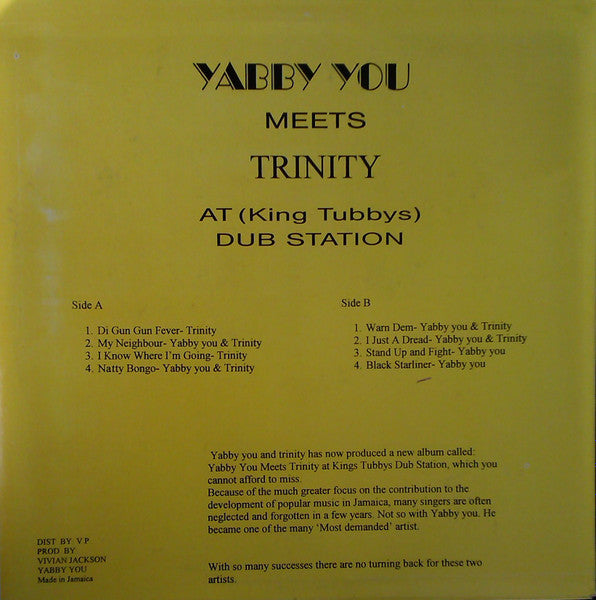 YABBY YOU
MEETS
TRINITY
AT (King Tubbys)
DUB STATION
Side A
1. Di Gun Gun Fever- Trinity
2. My Neighbour- Yabby you & Trinity
3. I Know Where I'm Going- Trinity
4. Natty Bongo- Yabby you & Trinity
Side B
1. Warn Dem- Yabby you & Trinity
2. I Just A Dread- Yabby you & Trinity
3. Stand Up and Fight- Yabby you
4. Black Starliner- Yabby you
Yabby you and trinity has now produced a new album called:
Yabby You Meets Trinity at Kings Tubbys Dub Station, which you
cannot afford to miss.
Because of the much greater focus on the contribution to the
development of popular music in Jamaica, many singers are often
neglected and forgotten in a few years. Not so with Yabby you. He
became one of the many 'Most demanded' artist.
With so many successes there are no turning back for these two
artists.
DIST BY V P
PROD BY
VIVIAN JACKSON
YABBY YOU
Made in Jamaica